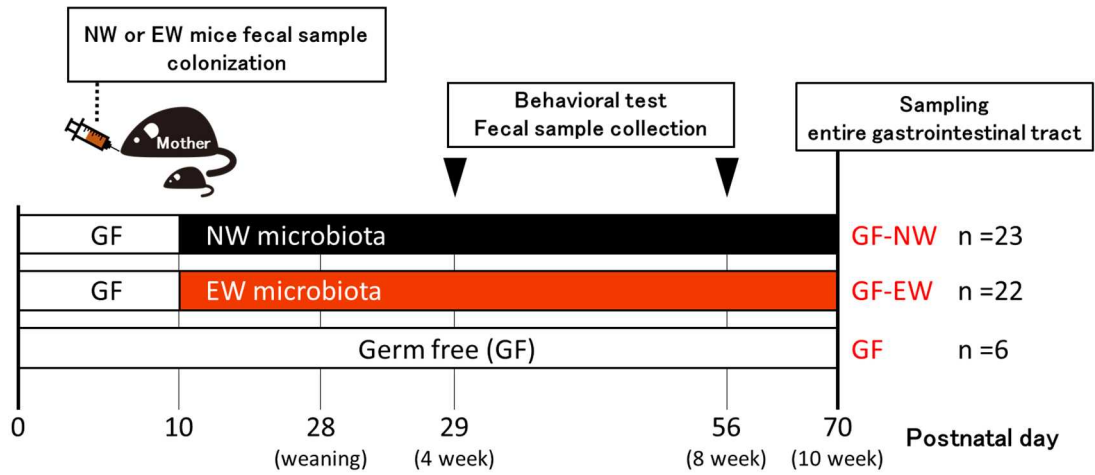 NW or EW mice fecal sample
colonization
Mother
Behavioral test
Fecal sample collection
Sampling
entire gastrointestinal tract
GF NW microbiota GF-NW n =23
GF EW microbiota GF-EW n =22
Germ free (GF) GF n =6
0 10 28 29 56 70 Postnatal day
(weaning) (4 week) (8 week) (10 week)